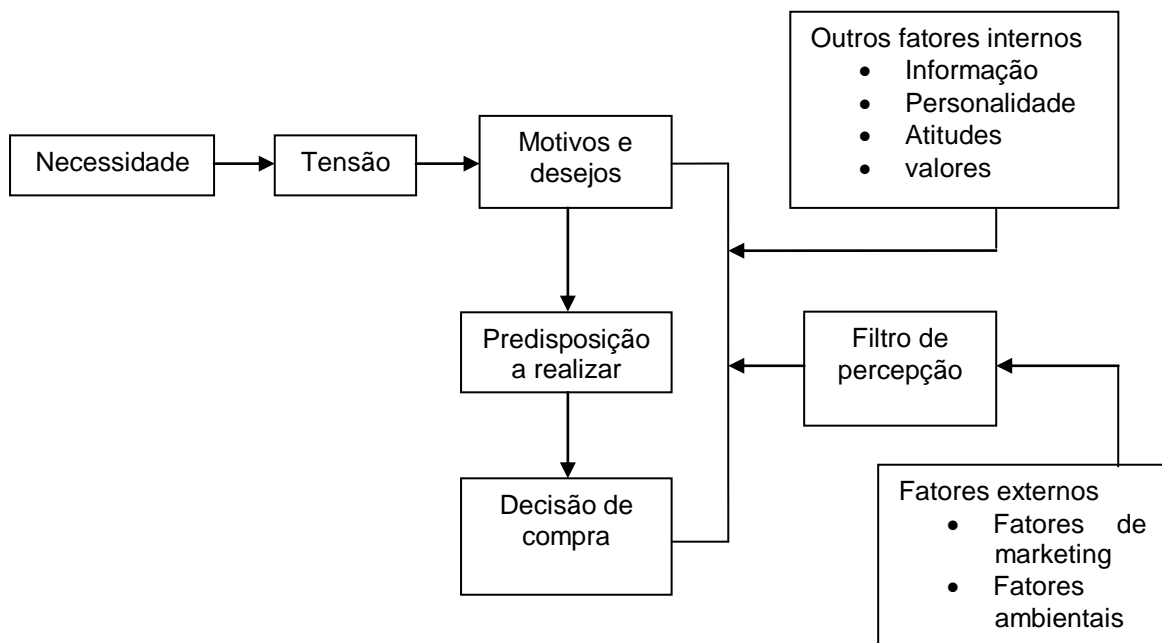 Necessidade
Tensão
Motivos e
desejos
Outros fatores internos
• Informação
• Personalidade
• Atitudes
• valores
Predisposição
a realizar
Filtro de
percepção
Decisão de
compra
Fatores externos
• Fatores de
marketing
• Fatores
ambientais